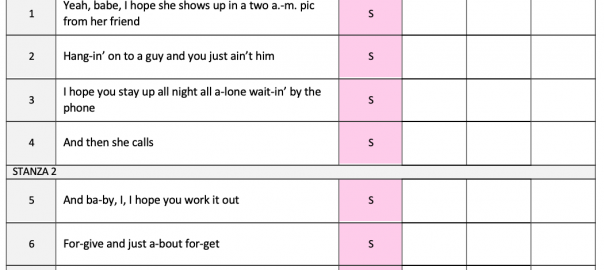 1 Yeah, babe, I hope she shows up in a two a.-m. pic
from her friend S
2 Hang-in’ on to a guy and you just ain’t him S
3 I hope you stay up all night all a-lone wait-in’ by the
phone S
4 And then she calls S
STANZA 2
5 And ba-by, I, I hope you work it out S
6 For-give and just a-bout for-get S